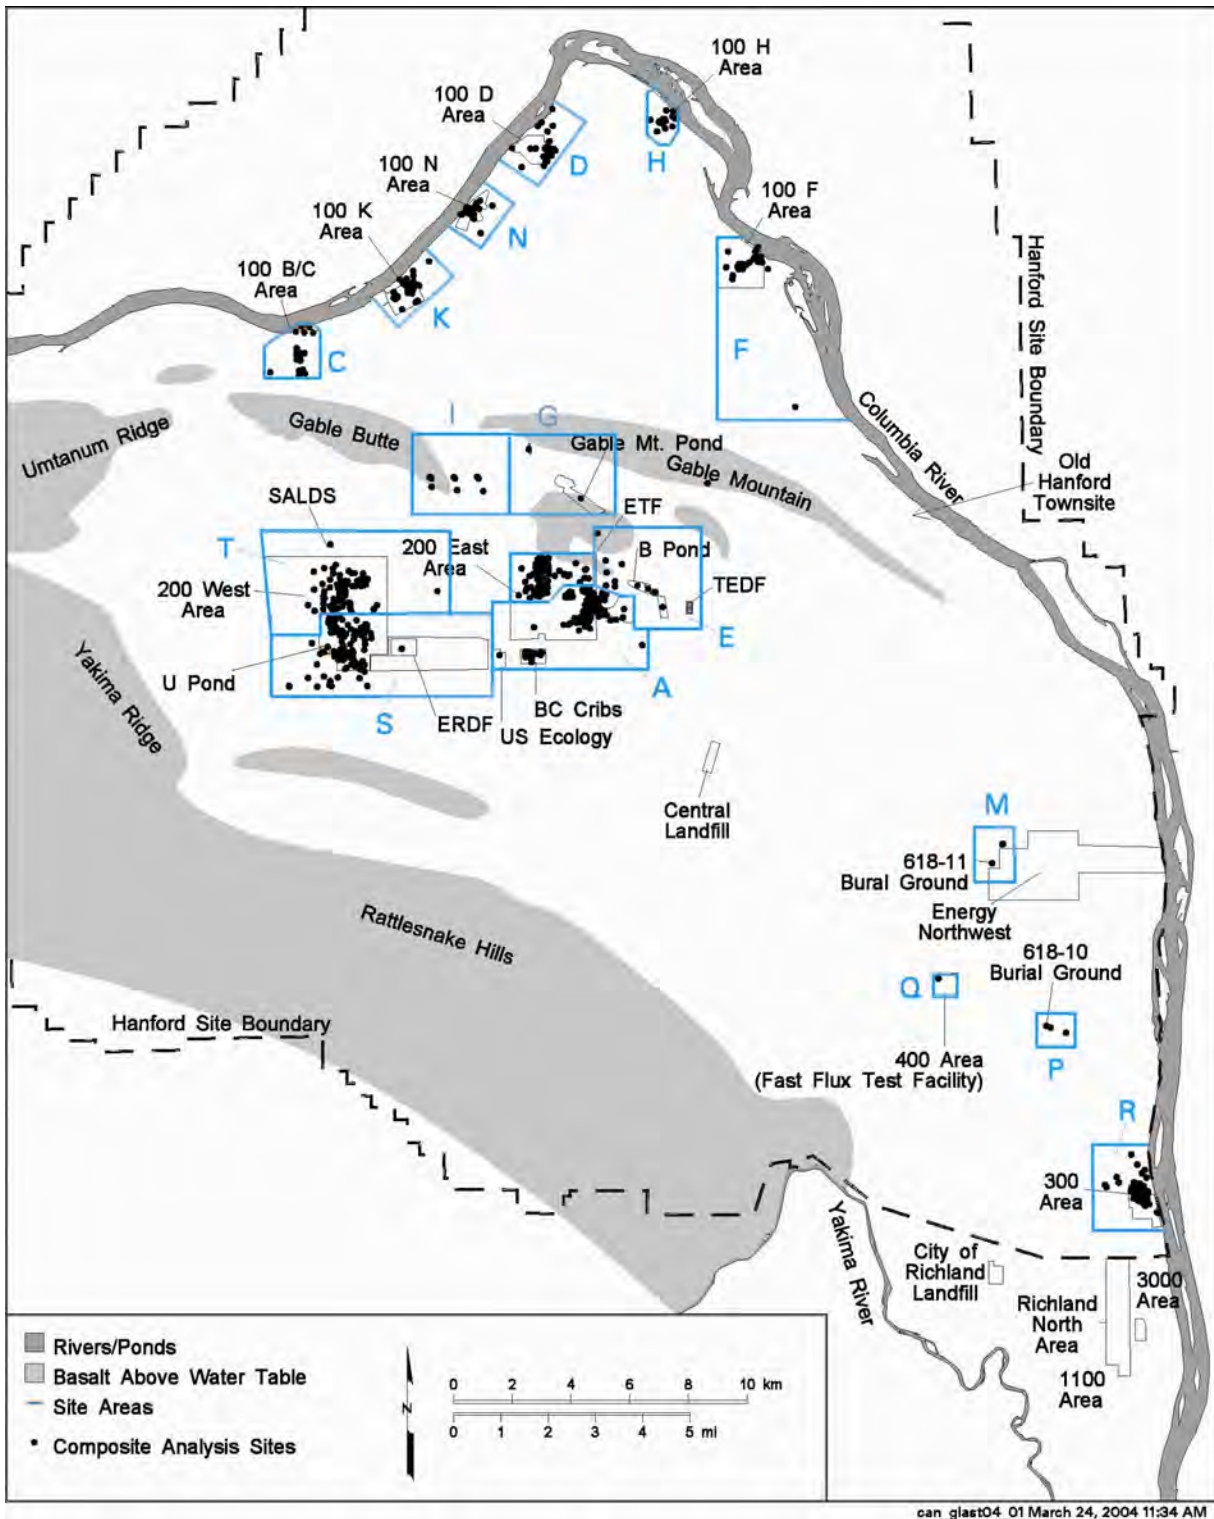 100 H
Area
100 D
Area
D
H
100 N
Area
N
100 F
Area
100 K
Area
K
100 B/C
Area
C
F
Hanford Site Boundary
Columbia River
Umtanum Ridge
Gable Butte
I
G
Gable Mt. Pond
Gable Mountain
Old
Hanford
Townsite
SALDS
ETF
T
200 East
Area
B Pond
TEDF
200 West
Area
E
U Pond
A
S
ERDF
BC Cribs
US Ecology
Yakima Ridge
Central
Landfill
M
618-11
Bural Ground
Energy
Northwest
Rattlesnake Hills
618-10
Burial Ground
Q
P
Hanford Site Boundary
400 Area
(Fast Flux Test Facility)
R
300
Area
Yakima River
City of
Richland
Landfill
3000
Area
Richland
North
Area
1100
Area
Rivers/Ponds
Basalt Above Water Table
Site Areas
Composite Analysis Sites
N
0 2 4 6 8 10 km
0 1 2 3 4 5 mi
can_glast04_01 March 24, 2004 11:34 AM